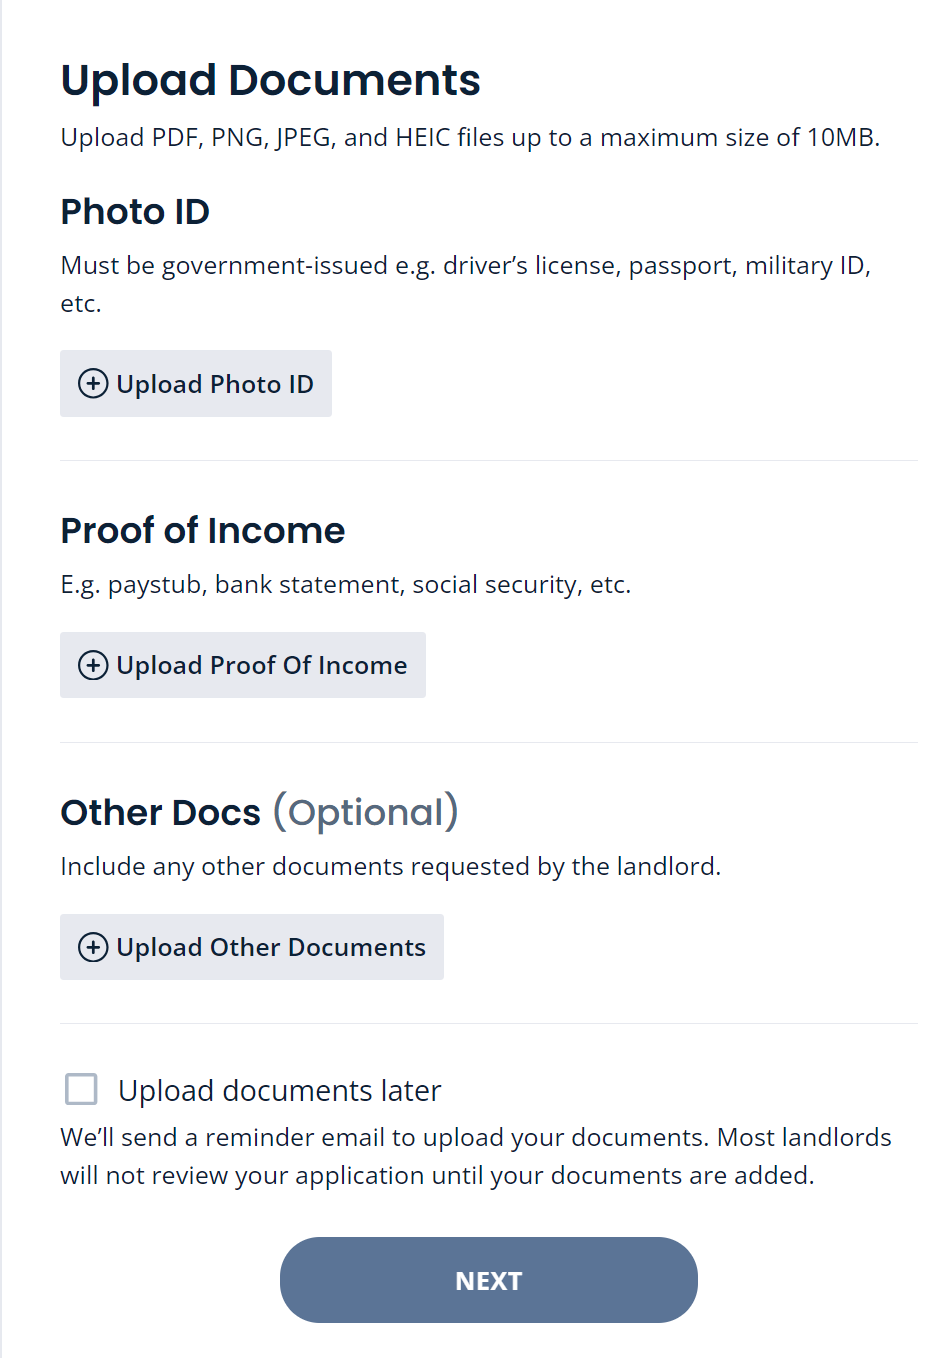 Upload Documents
Upload PDF, PNG, JPEG, and HEIC files up to a maximum size of 10MB.
Photo ID
Must be government-issued e.g. driver’s license, passport, military ID,
etc.
Upload Photo ID
Proof of Income
E.g. paystub, bank statement, social security, etc.
Upload Proof Of Income
Other Docs (Optional)
Include any other documents requested by the landlord.
Upload Other Documents
Upload documents later
We’ll send a reminder email to upload your documents. Most landlords
will not review your application until your documents are added.
NEXT